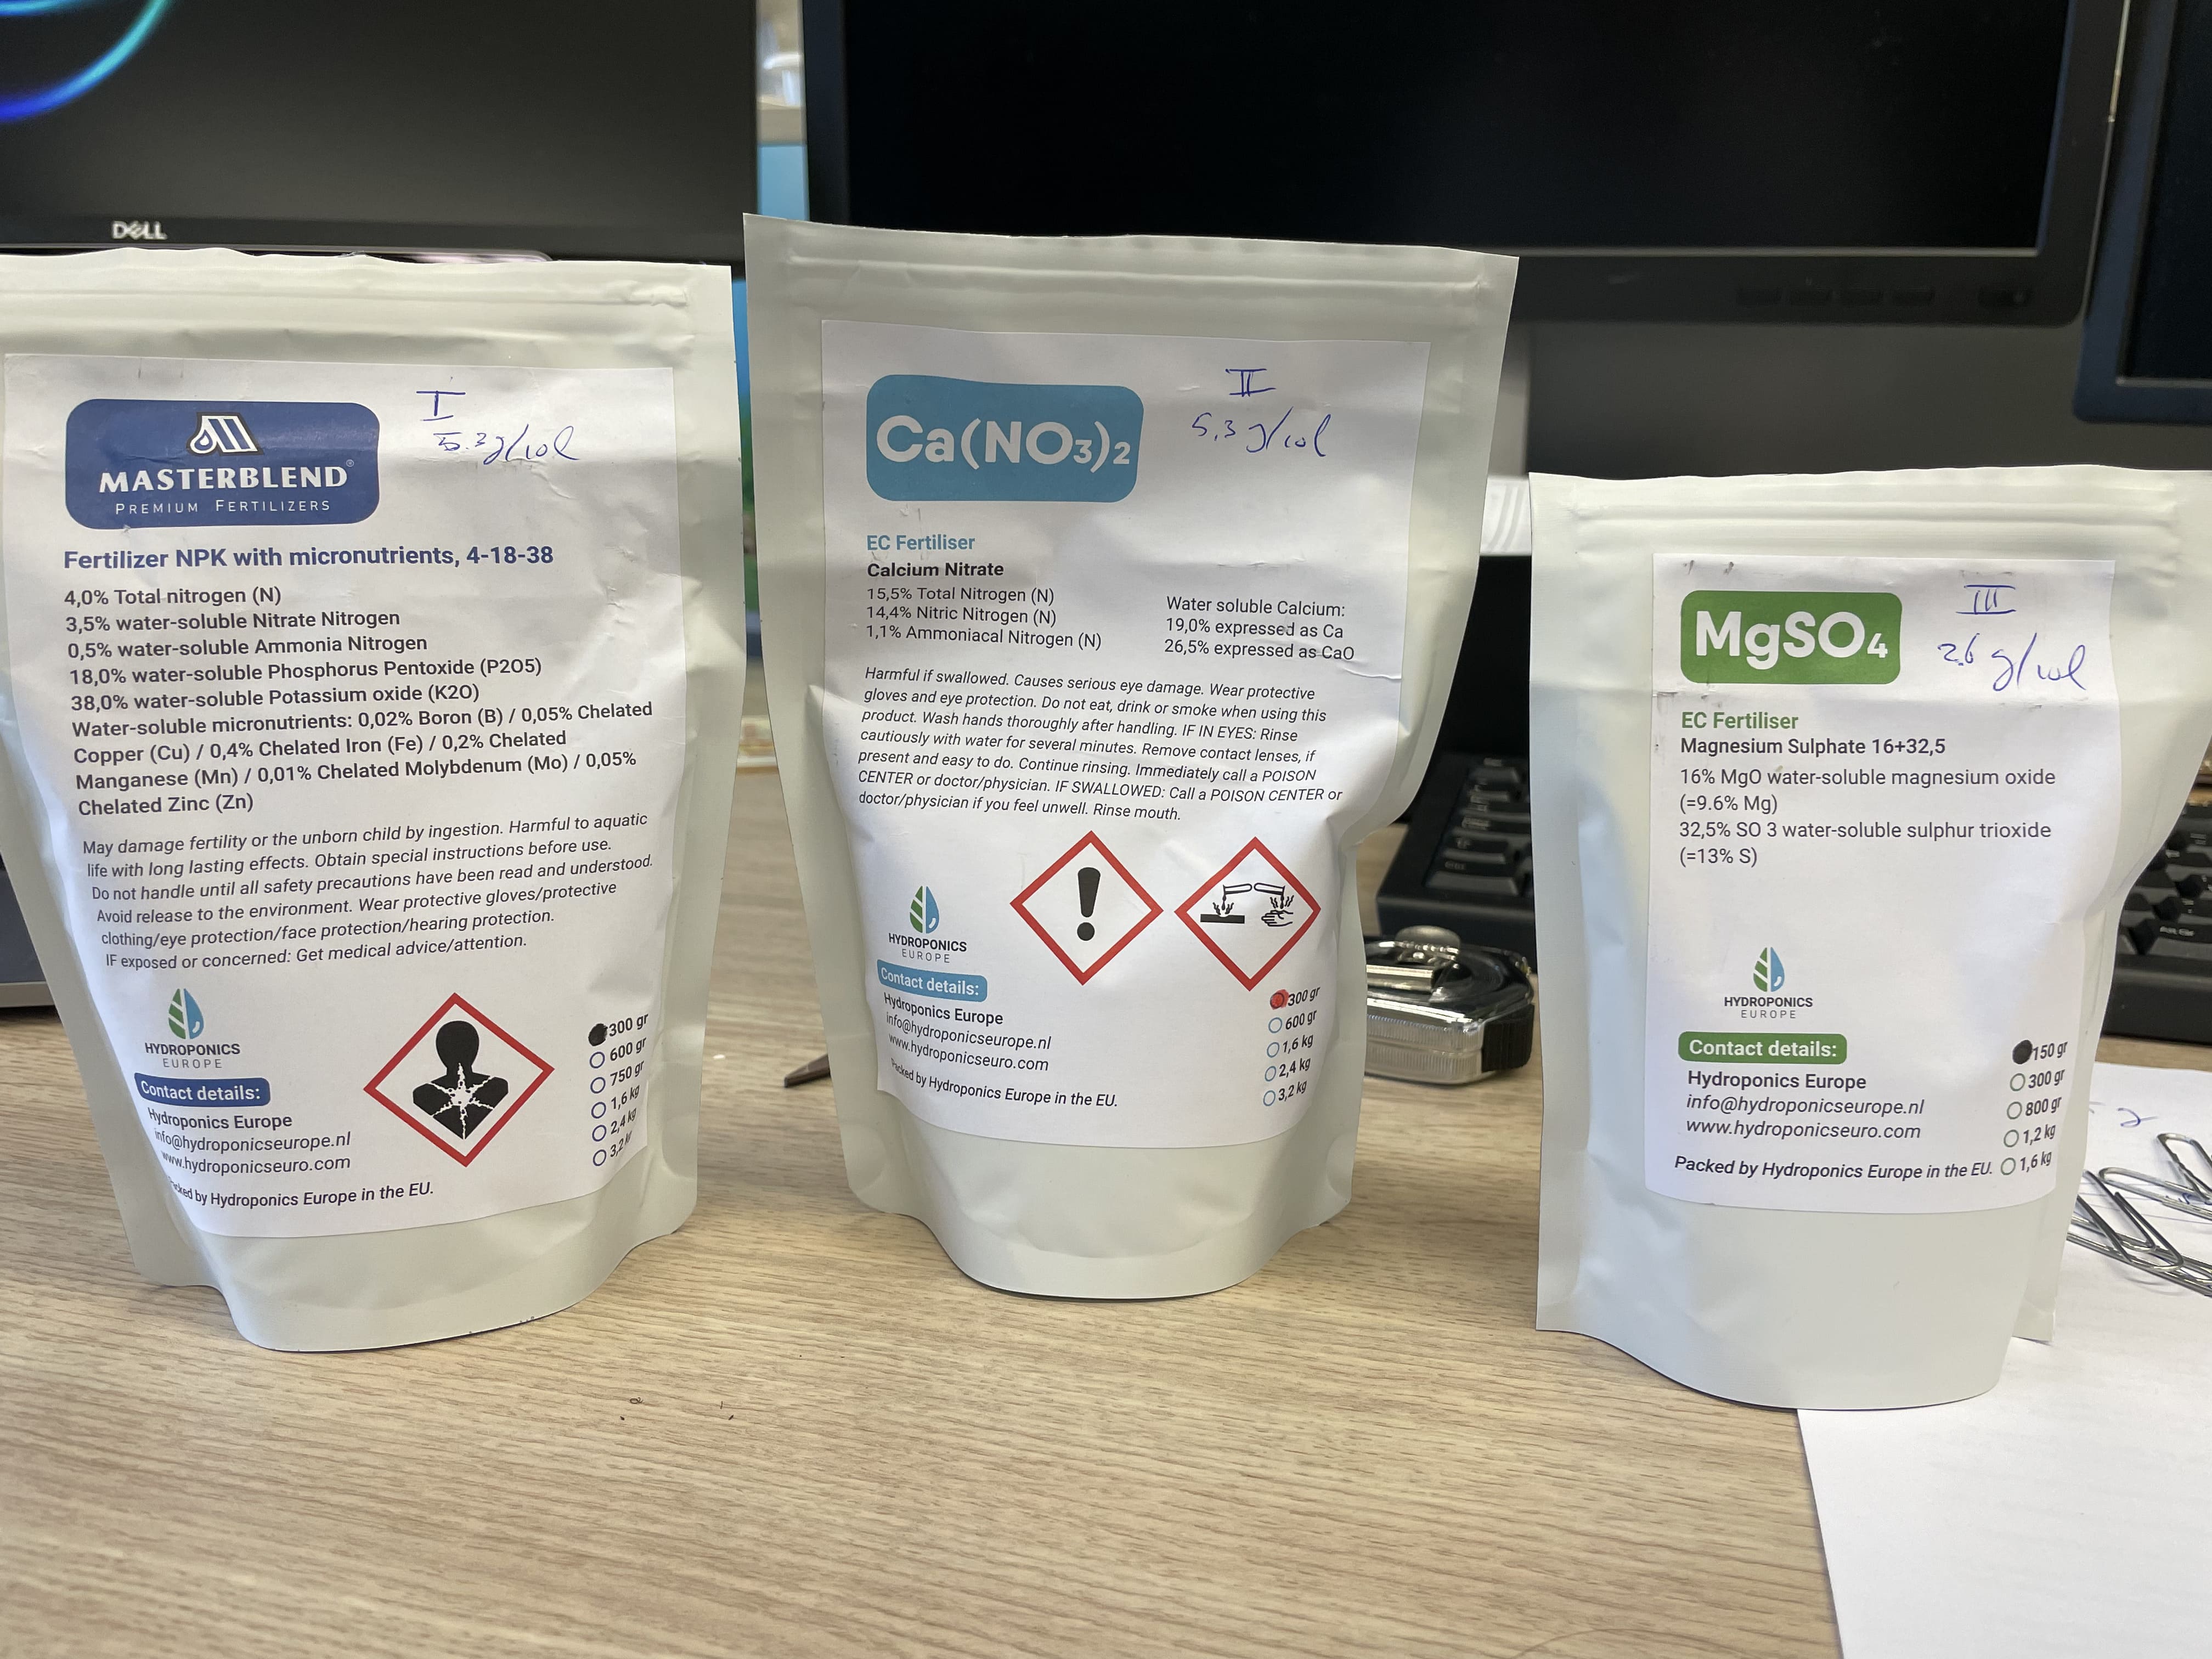 DELL
I
5.3g/10l
MASTERBLEND®
PREMIUM FERTILIZERS
Fertilizer NPK with micronutrients, 4-18-38
4,0% Total nitrogen (N)
3,5% water-soluble Nitrate Nitrogen
0,5% water-soluble Ammonia Nitrogen
18,0% water-soluble Phosphorus Pentoxide (P2O5)
38,0% water-soluble Potassium oxide (K2O)
Water-soluble micronutrients: 0,02% Boron (B) / 0,05% Chelated
Copper (Cu) / 0,4% Chelated Iron (Fe) / 0,2% Chelated
Manganese (Mn) / 0,01% Chelated Molybdenum (Mo) / 0,05%
Chelated Zinc (Zn)
May damage fertility or the unborn child by ingestion. Harmful to aquatic
life with long lasting effects. Obtain special instructions before use.
Do not handle until all safety precautions have been read and understood.
Avoid release to the environment. Wear protective gloves/protective
clothing/eye protection/face protection/hearing protection.
IF exposed or concerned: Get medical advice/attention.
HYDROPONICS
EUROPE
Contact details:
Hydroponics Europe
info@hydroponicseurope.nl
www.hydroponicseuro.com
Packed by Hydroponics Europe in the EU.
300 gr
600 gr
750 gr
1,6 kg
2,4 kg
3,2 kg
II
5,3 g/10l
Ca(NO3)2
EC Fertiliser
Calcium Nitrate
15,5% Total Nitrogen (N)
14,4% Nitric Nitrogen (N)
1,1% Ammoniacal Nitrogen (N)
Water soluble Calcium:
19,0% expressed as Ca
26,5% expressed as CaO
Harmful if swallowed. Causes serious eye damage. Wear protective
gloves and eye protection. Do not eat, drink or smoke when using this
product. Wash hands thoroughly after handling. IF IN EYES: Rinse
cautiously with water for several minutes. Remove contact lenses, if
present and easy to do. Continue rinsing. Immediately call a POISON
CENTER or doctor/physician. IF SWALLOWED: Call a POISON CENTER or
doctor/physician if you feel unwell. Rinse mouth.
HYDROPONICS
EUROPE
Contact details:
Hydroponics Europe
info@hydroponicseurope.nl
www.hydroponicseuro.com
Packed by Hydroponics Europe in the EU.
300 gr
600 gr
1,6 kg
2,4 kg
3,2 kg
III
2.6 g/10l
MgSO4
EC Fertiliser
Magnesium Sulphate 16+32,5
16% MgO water-soluble magnesium oxide
(=9.6% Mg)
32,5% SO 3 water-soluble sulphur trioxide
(=13% S)
HYDROPONICS
EUROPE
Contact details:
Hydroponics Europe
info@hydroponicseurope.nl
www.hydroponicseuro.com
Packed by Hydroponics Europe in the EU.
150 gr
300 gr
800 gr
1,2 kg
1,6 kg